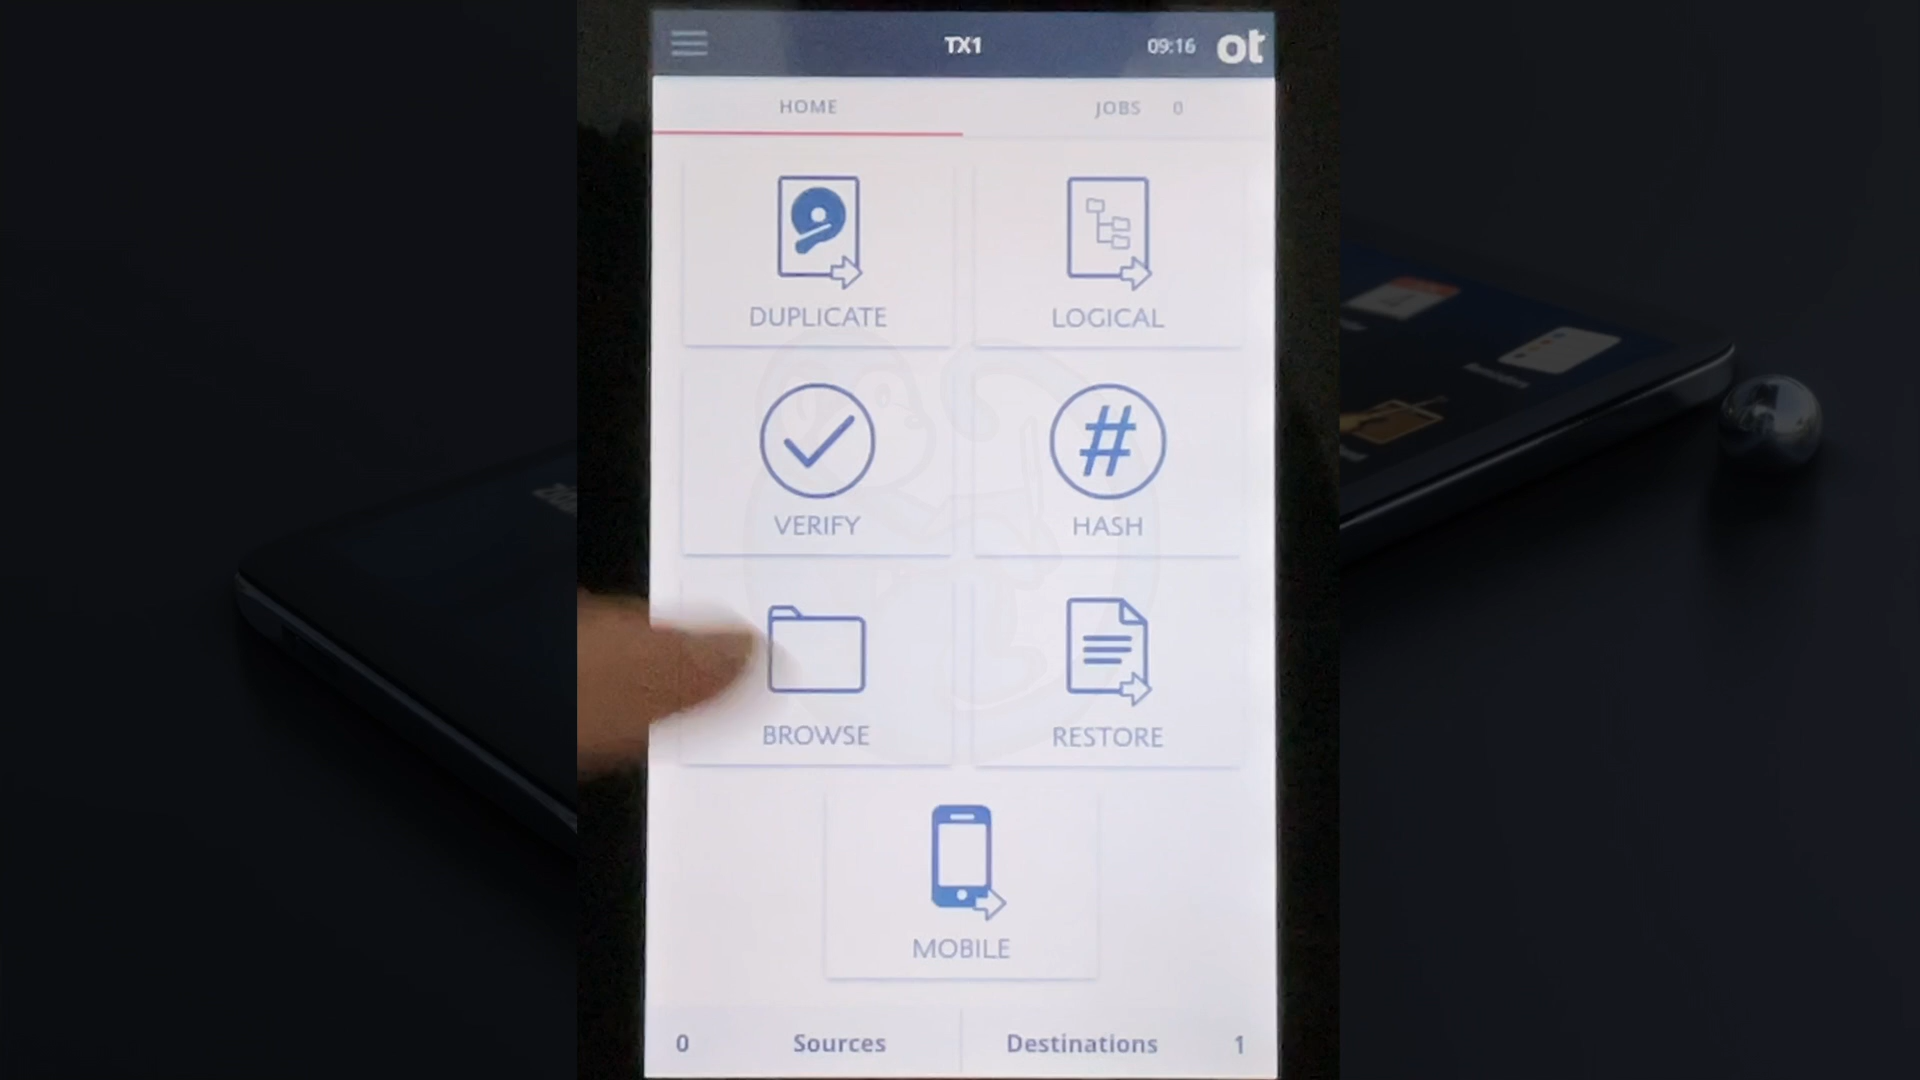 TX1 09:16 ot
HOME JOBS 0
DUPLICATE LOGICAL
#
VERIFY HASH
BROWSE RESTORE
MOBILE
0 Sources Destinations 1